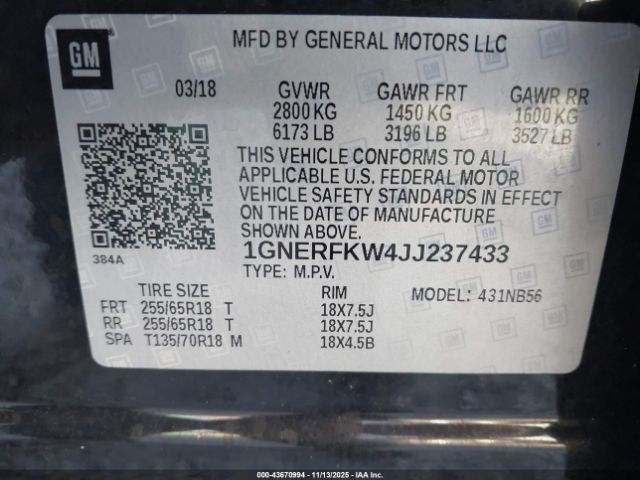 GM
MFD BY GENERAL MOTORS LLC
03/18 GVWR GAWR FRT GAWR RR
2800 KG 1450 KG 1600 KG
6173 LB 3196 LB 3527 LB
THIS VEHICLE CONFORMS TO ALL
APPLICABLE U.S. FEDERAL MOTOR
VEHICLE SAFETY STANDARDS IN EFFECT
ON THE DATE OF MANUFACTURE
SHOWN ABOVE.
384A
1GNERFKW4JJ237433
TYPE: M.P.V.
TIRE SIZE RIM MODEL: 431NB56
FRT 255/65R18 T 18X7.5J
RR 255/65R18 T 18X7.5J
SPA T135/70R18 M 18X4.5B
000-43670994 - 11/13/2025 - IAA, Inc.